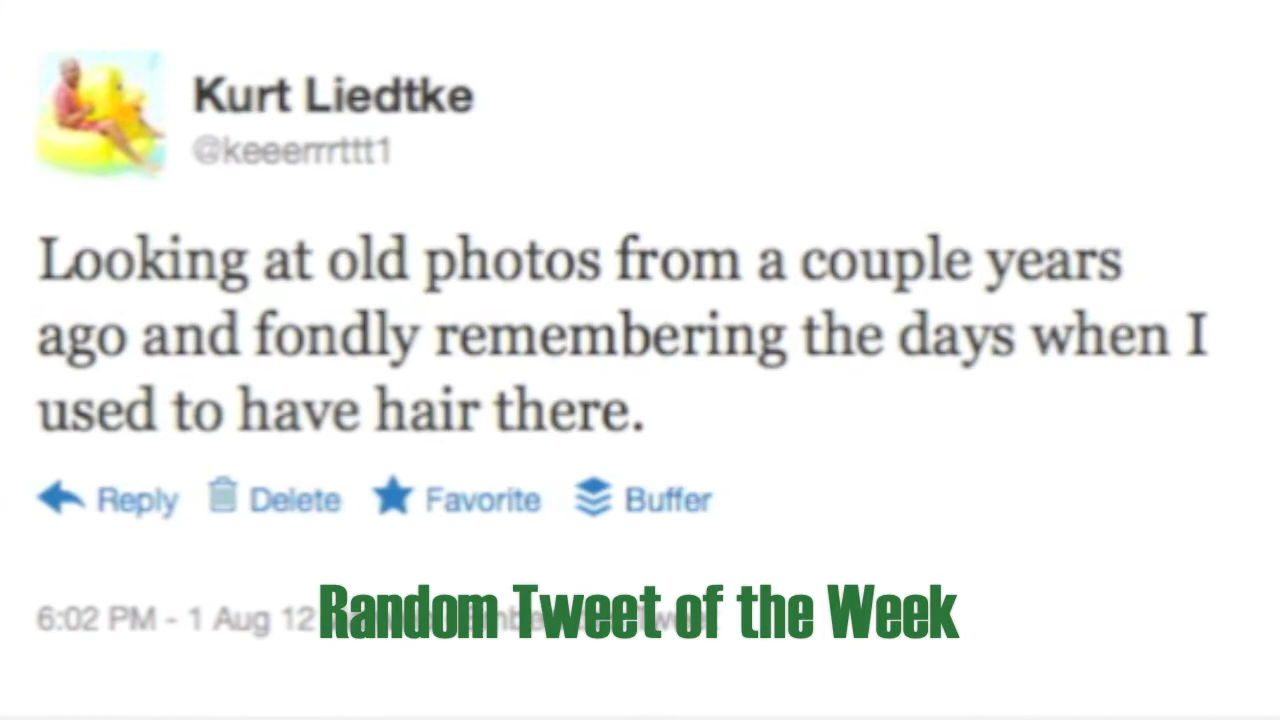 Kurt Liedtke
@keeerrrttt1
Looking at old photos from a couple years
ago and fondly remembering the days when I
used to have hair there.
Reply Delete Favorite Buffer
6:02 PM - 1 Aug 12
Random Tweet of the Week